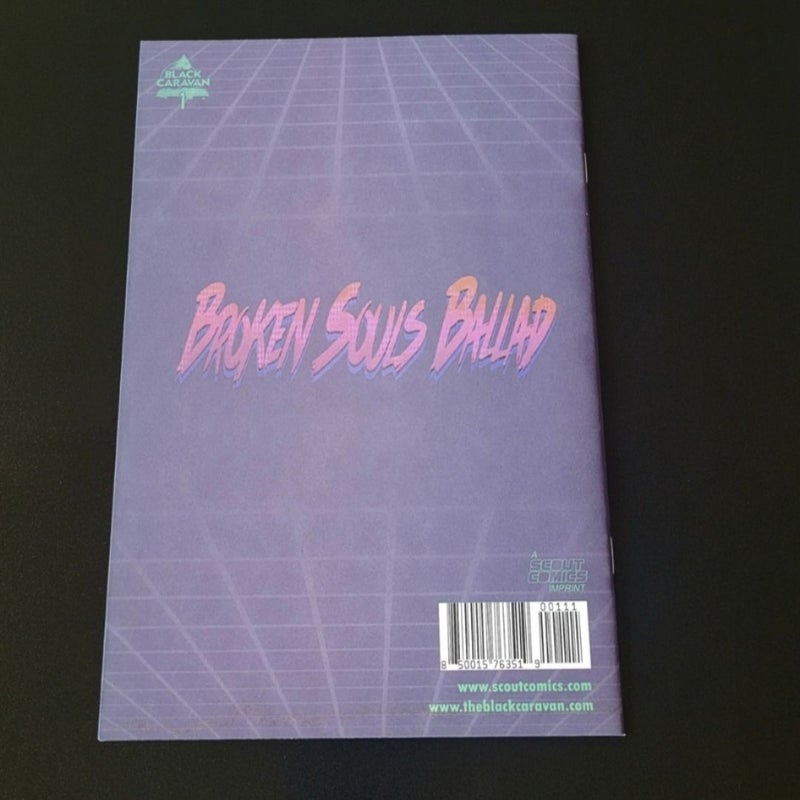 BLACK
CARAVAN
1
BROKEN SOULS BALLAD
A
SCOUT
COMICS
IMPRINT
00111
8 50015 76351 9
www.scoutcomics.com
www.theblackcaravan.com